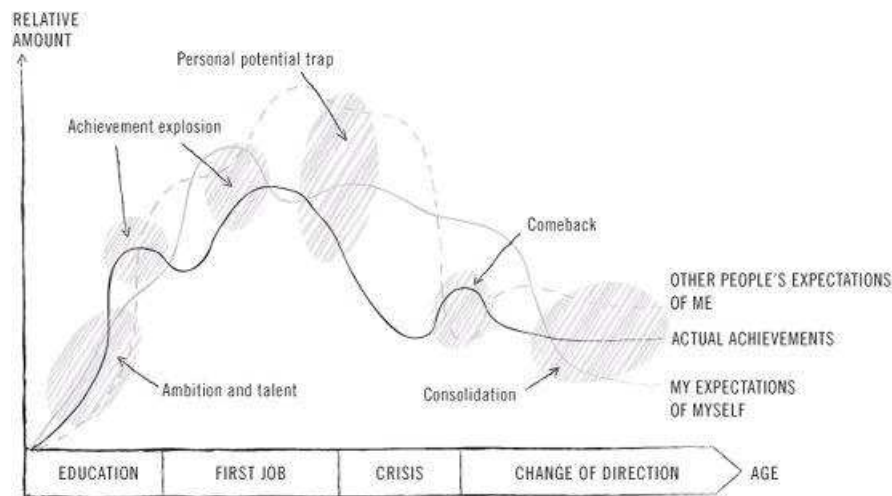 RELATIVE
AMOUNT
Personal potential trap
Achievement explosion
Comeback
OTHER PEOPLE'S EXPECTATIONS
OF ME
ACTUAL ACHIEVEMENTS
Ambition and talent
Consolidation
MY EXPECTATIONS
OF MYSELF
EDUCATION
FIRST JOB
CRISIS
CHANGE OF DIRECTION
AGE